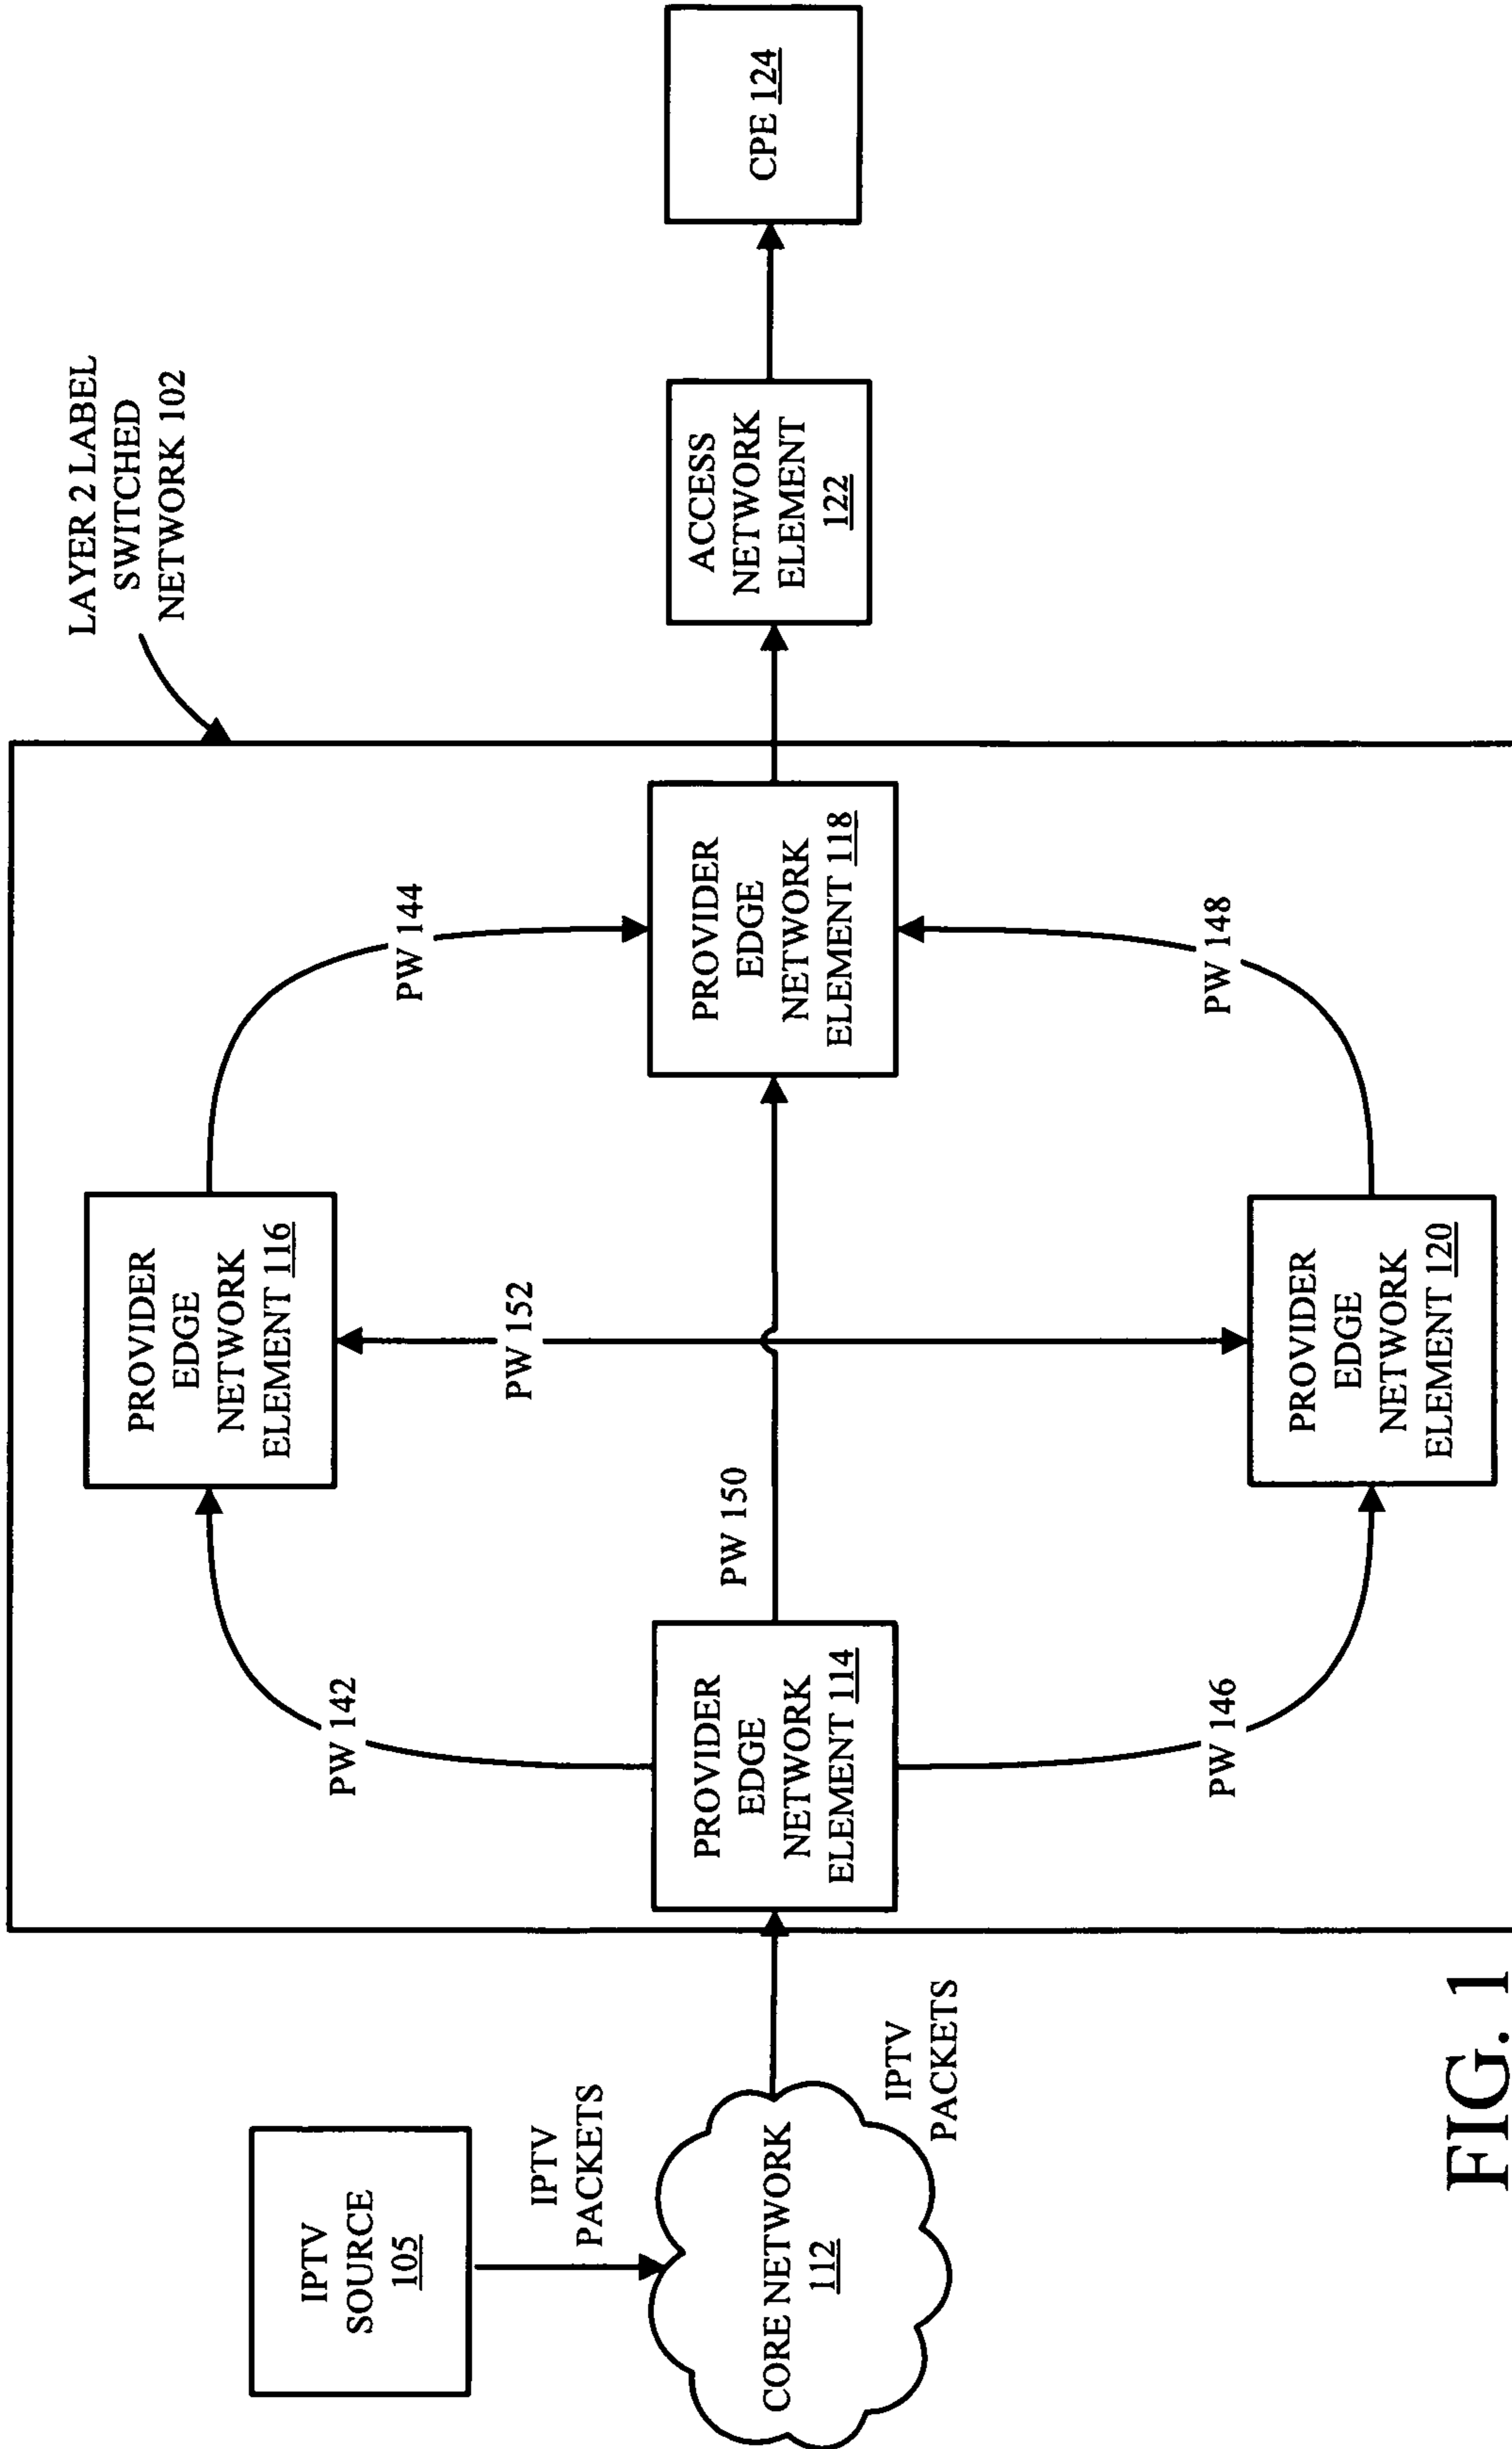 LAYER 2 LABEL
SWITCHED
NETWORK 102
IPTV
SOURCE
105
IPTV
PACKETS
CORE NETWORK
112
IPTV
PACKETS
PROVIDER
EDGE
NETWORK
ELEMENT 114
PW 142
PROVIDER
EDGE
NETWORK
ELEMENT 116
PW 144
PW 152
PW 150
PROVIDER
EDGE
NETWORK
ELEMENT 118
PW 146
PROVIDER
EDGE
NETWORK
ELEMENT 120
PW 148
ACCESS
NETWORK
ELEMENT
122
CPE 124
FIG. 1